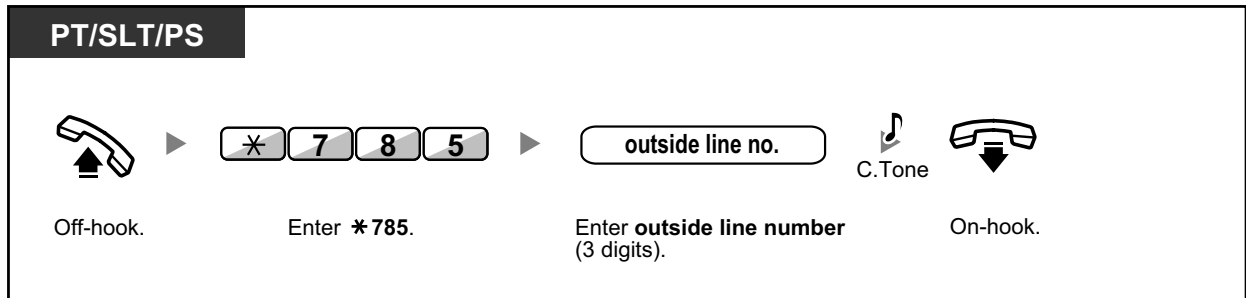 PT/SLT/PS
* 7 8 5
outside line no.
C.Tone
Off-hook.
Enter *785.
Enter outside line number
(3 digits).
On-hook.